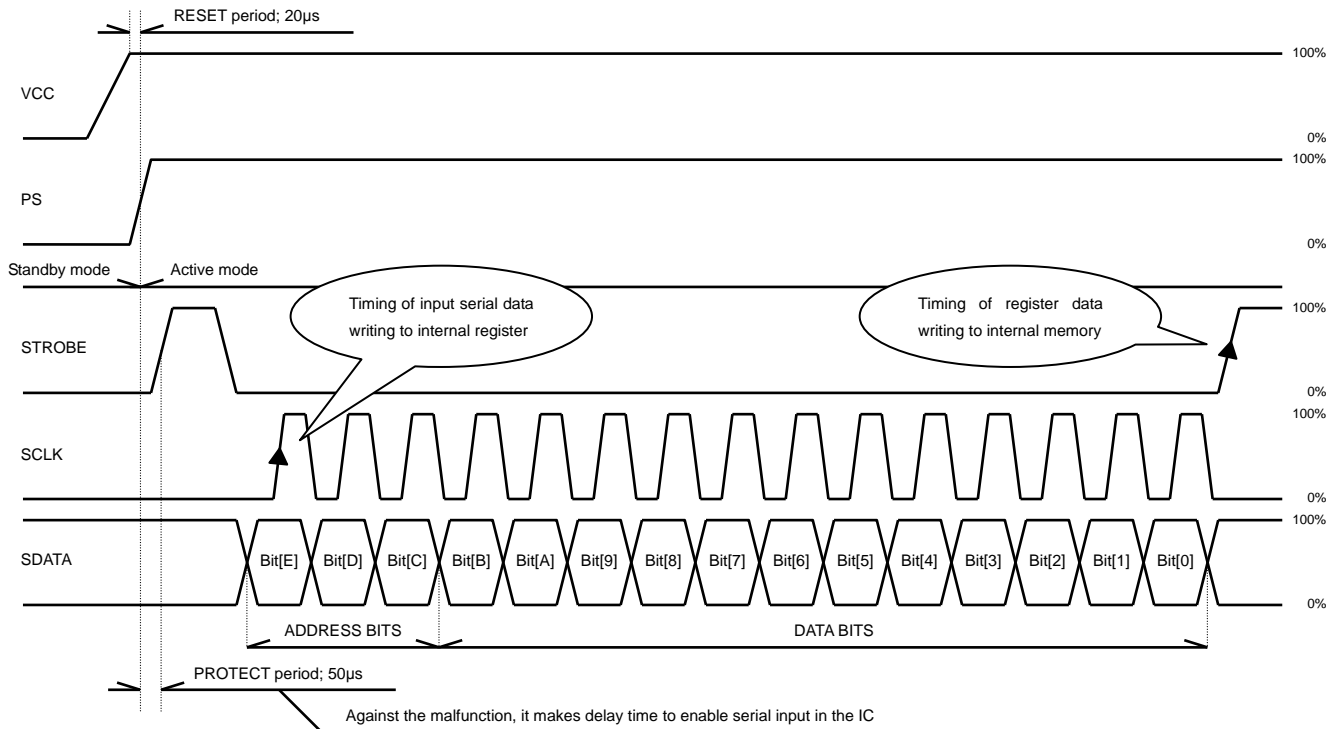 RESET period; 20µs
100%
VCC
0%
100%
PS
0%
Standby mode
Active mode
Timing of input serial data
writing to internal register
Timing of register data
writing to internal memory
100%
STROBE
0%
100%
SCLK
0%
100%
SDATA
Bit[E] Bit[D] Bit[C] Bit[B] Bit[A] Bit[9] Bit[8] Bit[7] Bit[6] Bit[5] Bit[4] Bit[3] Bit[2] Bit[1] Bit[0]
0%
ADDRESS BITS
DATA BITS
PROTECT period; 50µs
Against the malfunction, it makes delay time to enable serial input in the IC